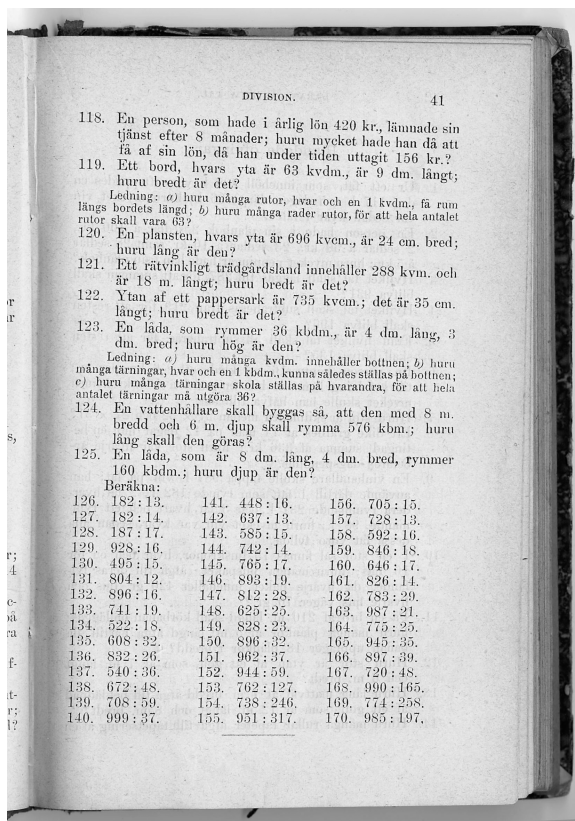 DIVISION. 41
118. En person, som hade i årlig lön 420 kr., lämnade sin
tjänst efter 8 månader; huru mycket hade han då att
få af sin lön, då han under tiden uttagit 156 kr.?
119. Ett bord, hvars yta är 63 kvdm., är 9 dm. långt;
huru bredt är det?
Ledning: a) huru många rutor, hvar och en 1 kvdm., få rum
längs bordets längd; b) huru många rader rutor, för att hela antalet
rutor skall vara 63?
120. En plansten, hvars yta är 696 kvcm., är 24 cm. bred;
huru lång är den?
121. Ett rätvinkligt trädgårdsland innehåller 288 kvm. och
är 18 m. långt; huru bredt är det?
122. Ytan af ett pappersark är 735 kvcm.; det är 35 cm.
långt; huru bredt är det?
123. En låda, som rymmer 36 kbdm., är 4 dm. lång, 3
dm. bred; huru hög är den?
Ledning: a) huru många kvdm. innehåller bottnen; b) huru
många tärningar, hvar och en 1 kbdm., kunna således ställas på bottnen;
c) huru många tärningar skola ställas på hvarandra, för att hela
antalet tärningar må utgöra 36?
124. En vattenhållare skall byggas så, att den med 8 m.
bredd och 6 m. djup skall rymma 576 kbm.; huru
lång skall den göras?
125. En låda, som är 8 dm. lång, 4 dm. bred, rymmer
160 kbdm.; huru djup är den?
Beräkna:
126. 182 : 13. 141. 448 : 16. 156. 705 : 15.
127. 182 : 14. 142. 637 : 13. 157. 728 : 13.
128. 187 : 17. 143. 585 : 15. 158. 592 : 16.
129. 928 : 16. 144. 742 : 14. 159. 846 : 18.
130. 495 : 15. 145. 765 : 17. 160. 646 : 17.
131. 804 : 12. 146. 893 : 19. 161. 826 : 14.
132. 896 : 16. 147. 812 : 28. 162. 783 : 29.
133. 741 : 19. 148. 625 : 25. 163. 987 : 21.
134. 522 : 18. 149. 828 : 23. 164. 775 : 25.
135. 608 : 32. 150. 896 : 32. 165. 945 : 35.
136. 832 : 26. 151. 962 : 37. 166. 897 : 39.
137. 540 : 36. 152. 944 : 59. 167. 720 : 48.
138. 672 : 48. 153. 762 : 127. 168. 990 : 165.
139. 708 : 59. 154. 738 : 246. 169. 774 : 258.
140. 999 : 37. 155. 951 : 317. 170. 985 : 197.